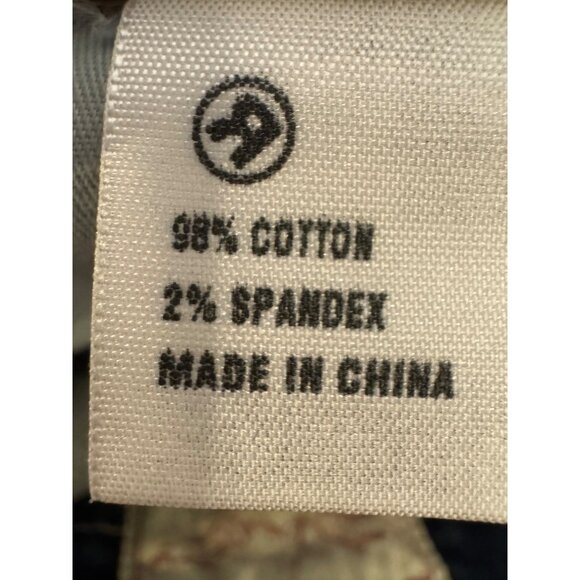 98% COTTON
2% SPANDEX
MADE IN CHINA